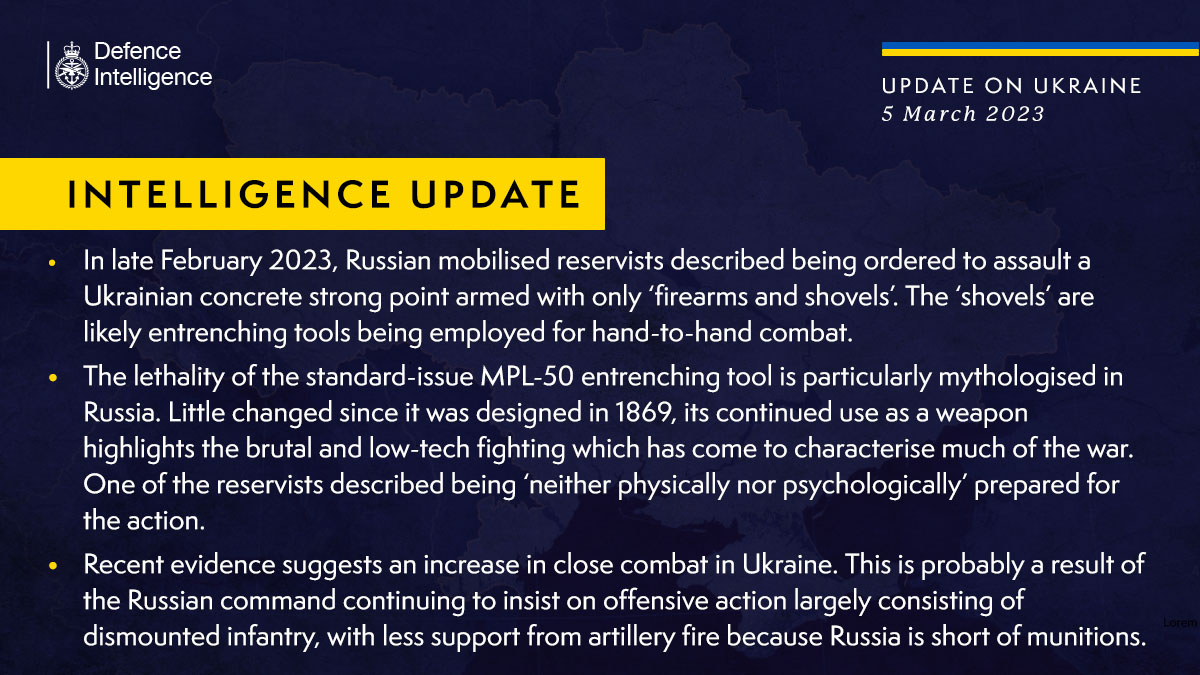 Defence
Intelligence
UPDATE ON UKRAINE
5 March 2023
INTELLIGENCE UPDATE
• In late February 2023, Russian mobilised reservists described being ordered to assault a
Ukrainian concrete strong point armed with only ‘firearms and shovels’. The ‘shovels’ are
likely entrenching tools being employed for hand-to-hand combat.
• The lethality of the standard-issue MPL-50 entrenching tool is particularly mythologised in
Russia. Little changed since it was designed in 1869, its continued use as a weapon
highlights the brutal and low-tech fighting which has come to characterise much of the war.
One of the reservists described being ‘neither physically nor psychologically’ prepared for
the action.
• Recent evidence suggests an increase in close combat in Ukraine. This is probably a result of
the Russian command continuing to insist on offensive action largely consisting of
dismounted infantry, with less support from artillery fire because Russia is short of munitions.
Lorem